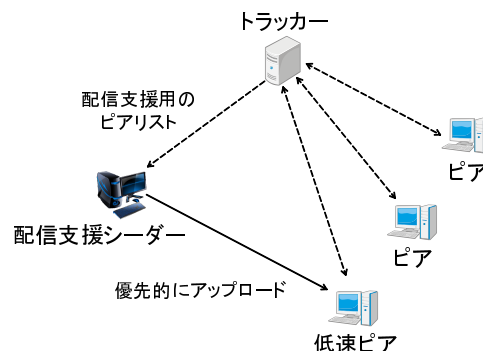 トラッカー
配信支援用の
ピアリスト
ピア
配信支援シーダー
ピア
優先的にアップロード
低速ピア